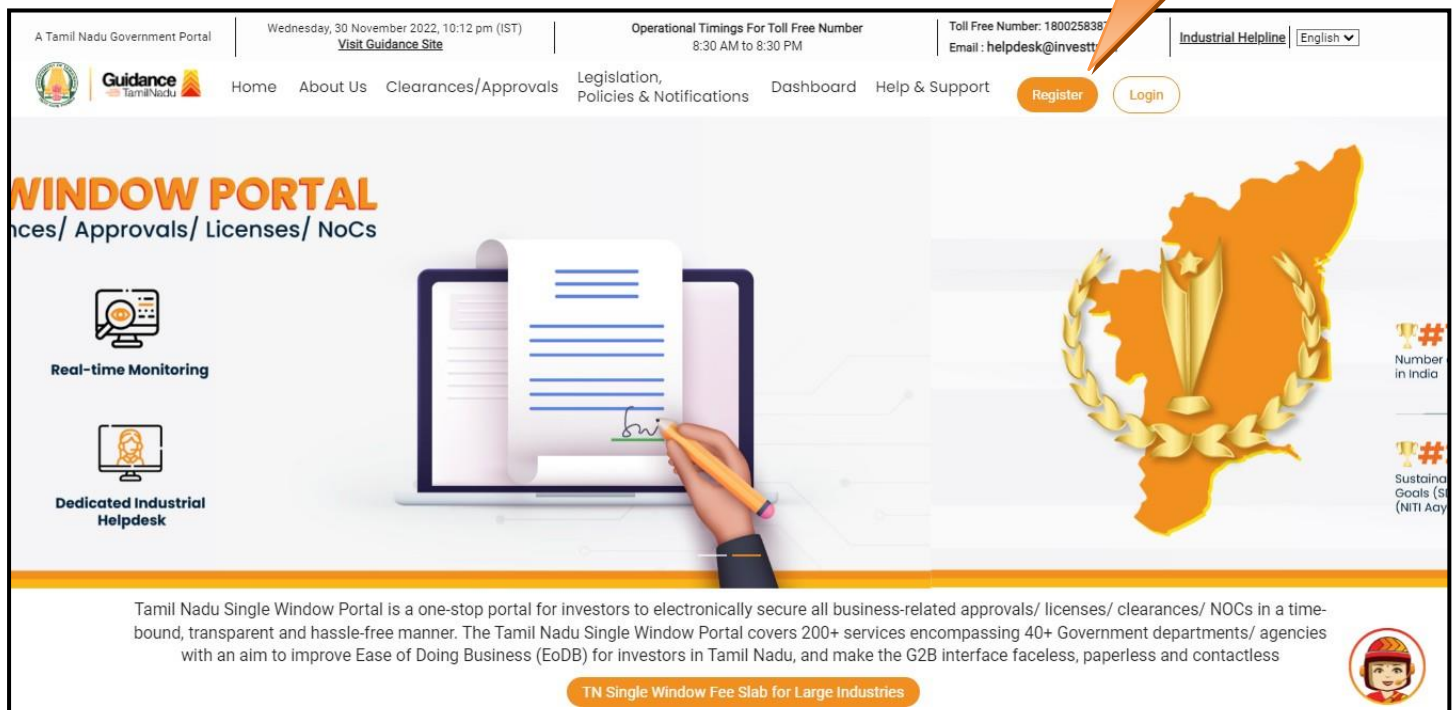 A Tamil Nadu Government Portal
Wednesday, 30 November 2022, 10:12 pm (IST)
Visit Guidance Site
Operational Timings For Toll Free Number
8:30 AM to 8:30 PM
Toll Free Number: 1800258387
Email : helpdesk@investt
Industrial Helpline
English
Guidance
TamilNadu
Home
About Us
Clearances/Approvals
Legislation,
Policies & Notifications
Dashboard
Help & Support
Register
Login
WINDOW PORTAL
nces/ Approvals/ Licenses/ NoCs
Real-time Monitoring
Dedicated Industrial
Helpdesk
#
Number
in India
#
Sustaina
Goals (S
(NITI Aay
Tamil Nadu Single Window Portal is a one-stop portal for investors to electronically secure all business-related approvals/ licenses/ clearances/ NOCs in a time-
bound, transparent and hassle-free manner. The Tamil Nadu Single Window Portal covers 200+ services encompassing 40+ Government departments/ agencies
with an aim to improve Ease of Doing Business (EoDB) for investors in Tamil Nadu, and make the G2B interface faceless, paperless and contactless
TN Single Window Fee Slab for Large Industries